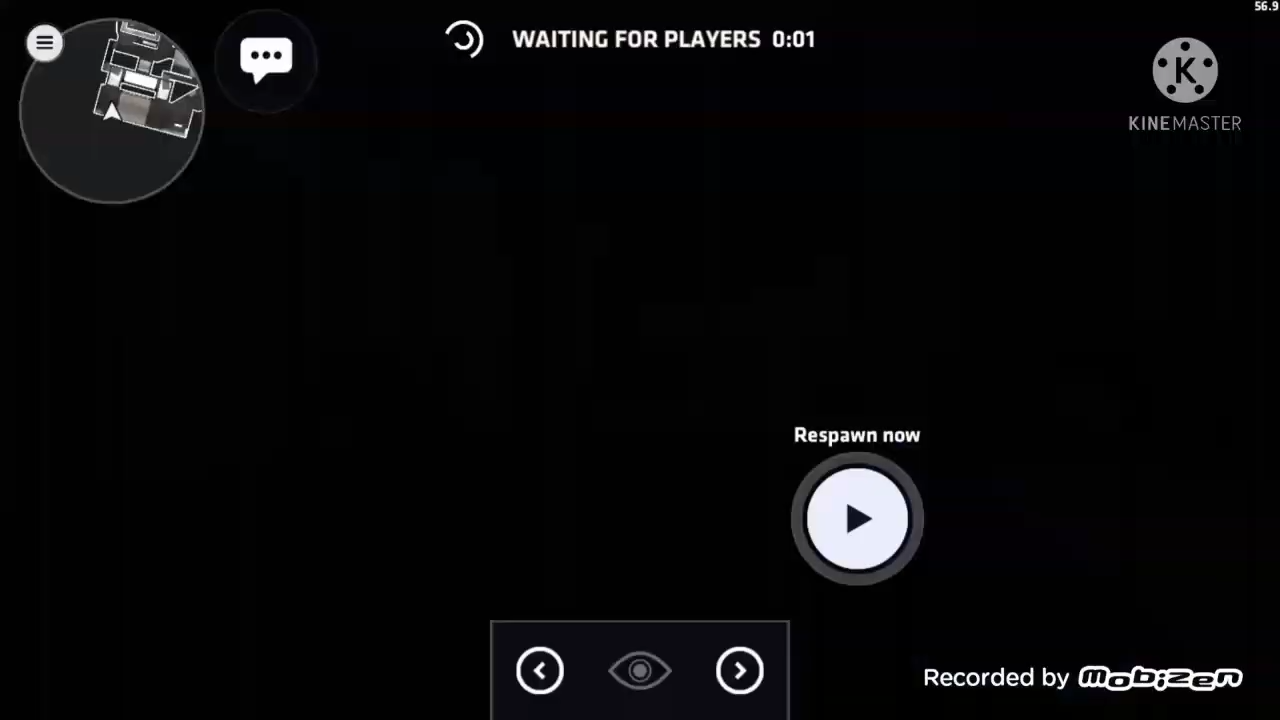 56.9
WAITING FOR PLAYERS 0:01
K
KINEMASTER
Respawn now
Recorded by mobizen